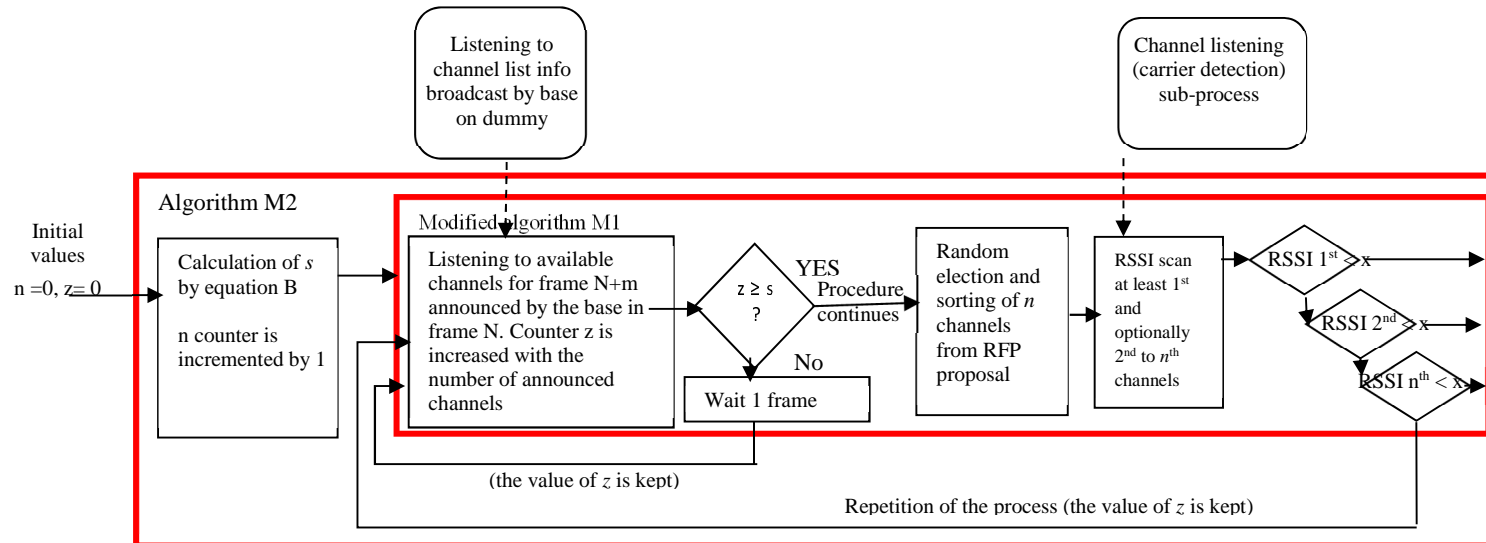 Listening to
channel list info
broadcast by base
on dummy
Channel listening
(carrier detection)
sub-process
Algorithm M2
Initial
values
n =0, z= 0
Calculation of s
by equation B
n counter is
incremented by 1
Modified algorithm M1
Listening to available
channels for frame N+m
announced by the base in
frame N. Counter z is
increased with the
number of announced
channels
z ≥ s
?
YES
Procedure
continues
No
Wait 1 frame
Random
election and
sorting of n
channels
from RFP
proposal
RSSI scan
at least 1st
and
optionally
2nd to nth
channels
RSSI 1st < x
RSSI 2nd < x
RSSI nth < x
(the value of z is kept)
Repetition of the process (the value of z is kept)